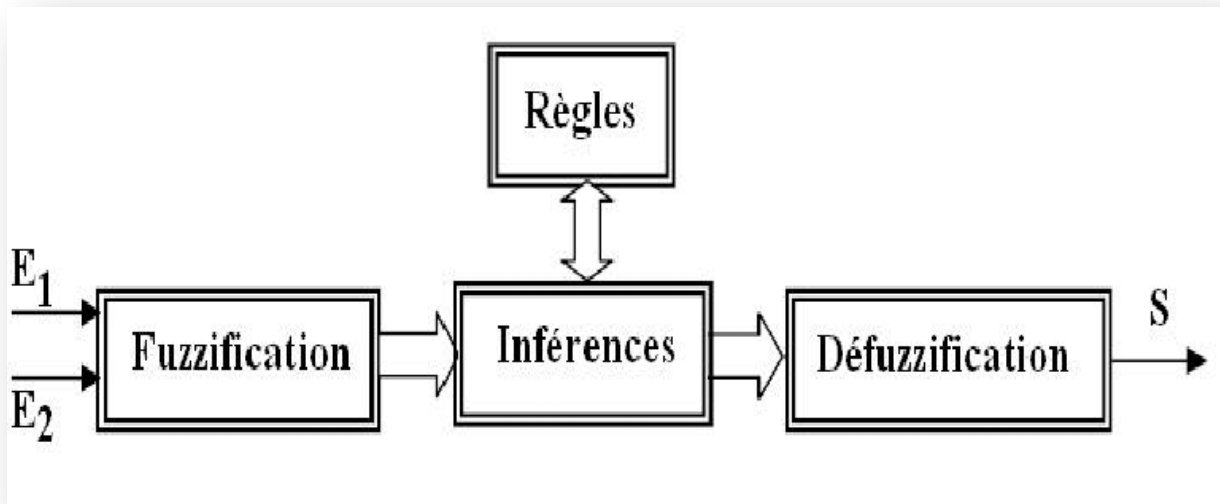 Règles
E1
Fuzzification
Inférences
Défuzzification
S
E2